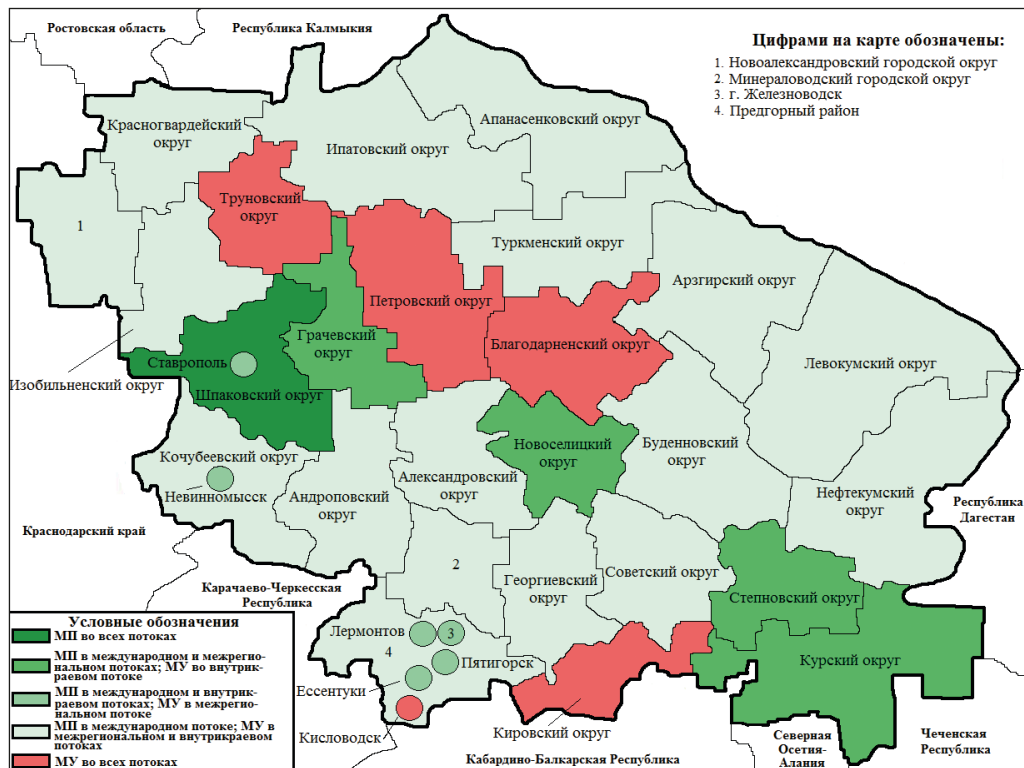 Ростовская область
Республика Калмыкия
Цифрами на карте обозначены:
1. Новоалександровский городской округ
2. Минераловодский городской округ
3. г. Железноводск
4. Предгорный район
Красногвардейский
округ
Апанасенковский округ
Ипатовский округ
Труновский
округ
1
Туркменский округ
Арзгирский округ
Петровский округ
Грачевский
округ
Благодарненский округ
Левокумский округ
Ставрополь
Изобильненский округ
Шпаковский округ
Новоселицкий
округ
Буденновский
округ
Кочубеевский округ
Невинномысск
Александровский
округ
Андроповский
округ
Нефтекумский
округ
Республика
Дагестан
Краснодарский край
2
Георгиевский
округ
Советский округ
Степновский округ
Карачаево-Черкесская
Республика
Лермонтов
3
4
Пятигорск
Курский округ
Ессентуки
Кисловодск
Кировский округ
Кабардино-Балкарская Республика
Северная
Осетия-
Алания
Чеченская
Республика
Условные обозначения
МП во всех потоках
МП в международном и межрегио-
нальном потоках; МУ во внутрик-
раевом потоке
МП в международном и внутрик-
раевом потоках; МУ в межрегио-
нальном потоке
МП в международном потоке; МУ в
межрегиональном и внутрикраевом
потоках
МУ во всех потоках